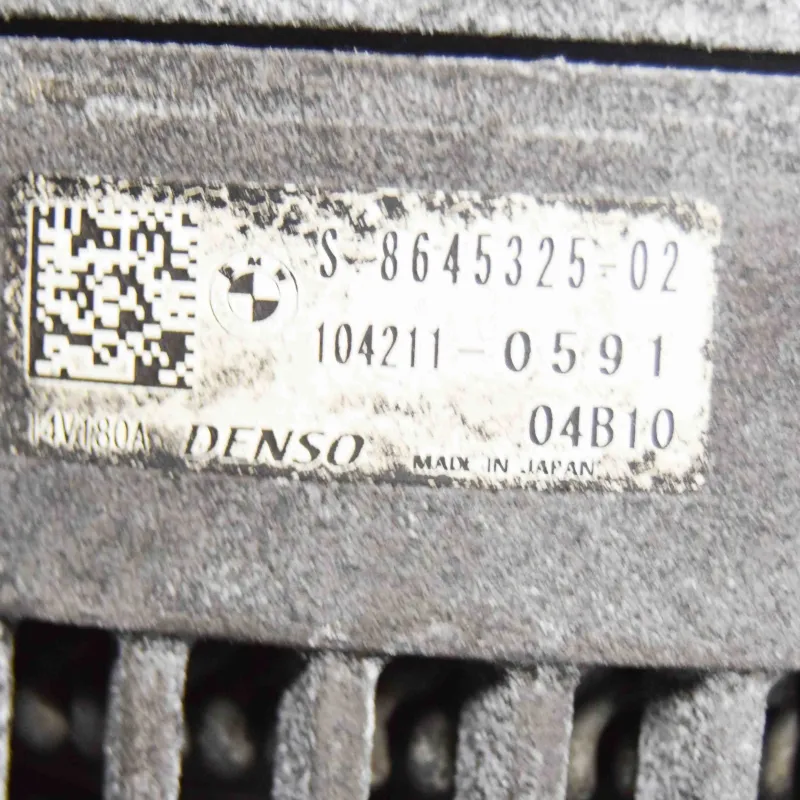 S-8645325-02
104211-0591
04B10
14V180A DENSO MADE IN JAPAN